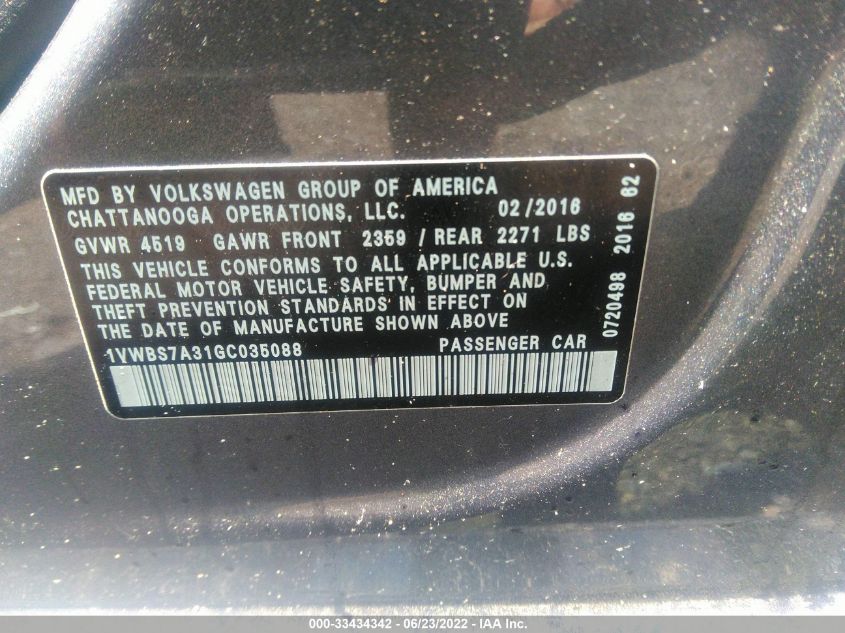 MFD BY VOLKSWAGEN GROUP OF AMERICA
CHATTANOOGA OPERATIONS, LLC. 02/2016
GVWR 4519 GAWR FRONT 2359 / REAR 2271 LBS
THIS VEHICLE CONFORMS TO ALL APPLICABLE U.S.
FEDERAL MOTOR VEHICLE SAFETY, BUMPER AND
THEFT PREVENTION STANDARDS IN EFFECT ON
THE DATE OF MANUFACTURE SHOWN ABOVE
1VWBS7A31GC035088 PASSENGER CAR
0720498 2016 62
000-33434342 - 06/23/2022 - IAA Inc.